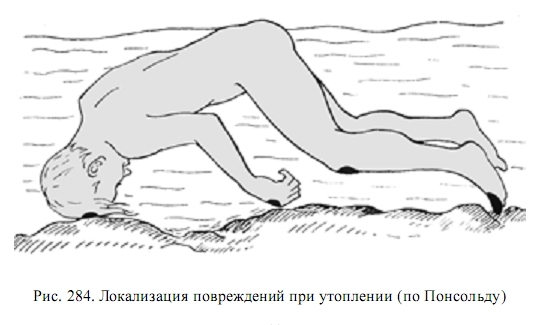 Рис. 284. Локализация повреждений при утоплении (по Понсольду)